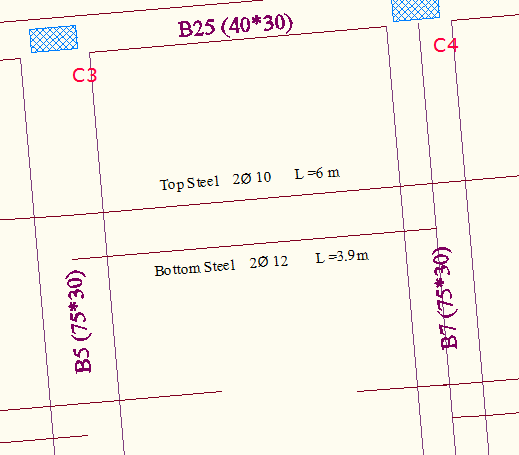 B25 (40*30)
C3
C4
Top Steel 2Ø 10 L =6 m
Bottom Steel 2Ø 12 L =3.9m
B5 (75*30)
B7 (75*30)